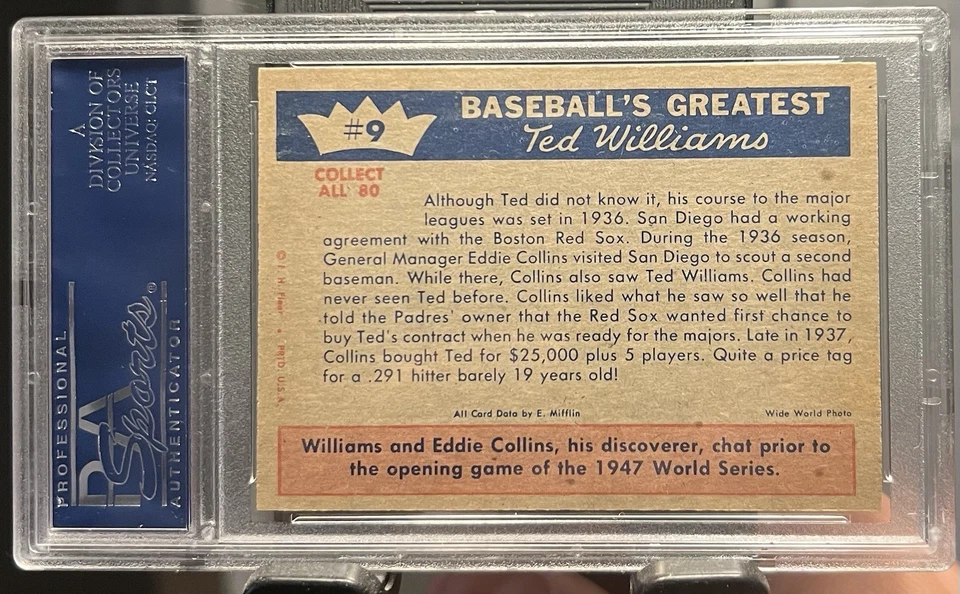 A
DIVISION OF
COLLECTORS
UNIVERSE
NASDAQ: CLCT
PROFESSIONAL
PSA
Sports®
AUTHENTICATOR
#9
BASEBALL'S GREATEST
Ted Williams
COLLECT
ALL 80
Although Ted did not know it, his course to the major
leagues was set in 1936. San Diego had a working
agreement with the Boston Red Sox. During the 1936 season,
General Manager Eddie Collins visited San Diego to scout a second
baseman. While there, Collins also saw Ted Williams. Collins had
never seen Ted before. Collins liked what he saw so well that he
told the Padres' owner that the Red Sox wanted first chance to
buy Ted's contract when he was ready for the majors. Late in 1937,
Collins bought Ted for $25,000 plus 5 players. Quite a price tag
for a .291 hitter barely 19 years old!
© F. H. Fleer • PRTD U.S.A.
All Card Data by E. Mifflin
Wide World Photo
Williams and Eddie Collins, his discoverer, chat prior to
the opening game of the 1947 World Series.